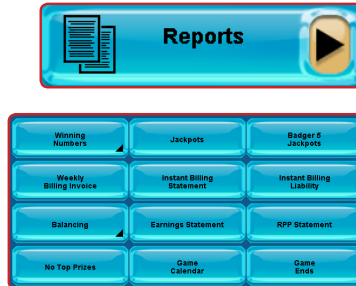 Reports
Winning
Numbers
Jackpots
Badger 5
Jackpots
Weekly
Billing Invoice
Instant Billing
Statement
Instant Billing
Liability
Balancing
Earnings Statement
RPP Statement
No Top Prizes
Game
Calendar
Game
Ends